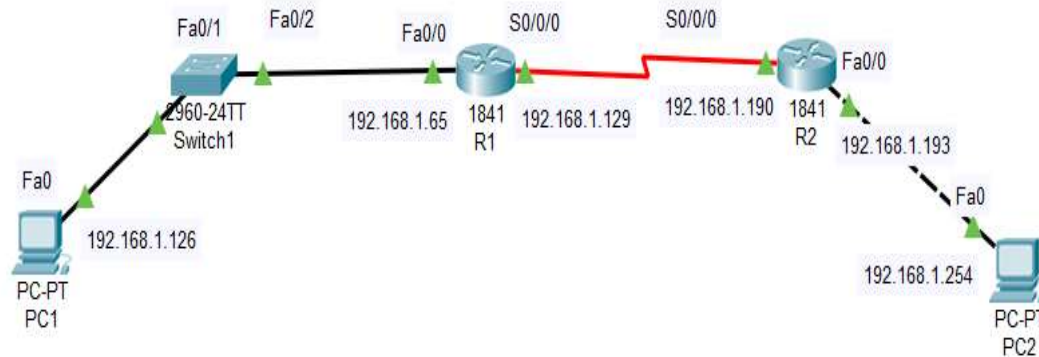 Fa0/1
Fa0/2
Fa0/0
S0/0/0
S0/0/0
Fa0/0
2960-24TT
Switch1
192.168.1.65
1841
R1
192.168.1.129
192.168.1.190
1841
R2
192.168.1.193
Fa0
Fa0
192.168.1.126
192.168.1.254
PC-PT
PC1
PC-PT
PC2